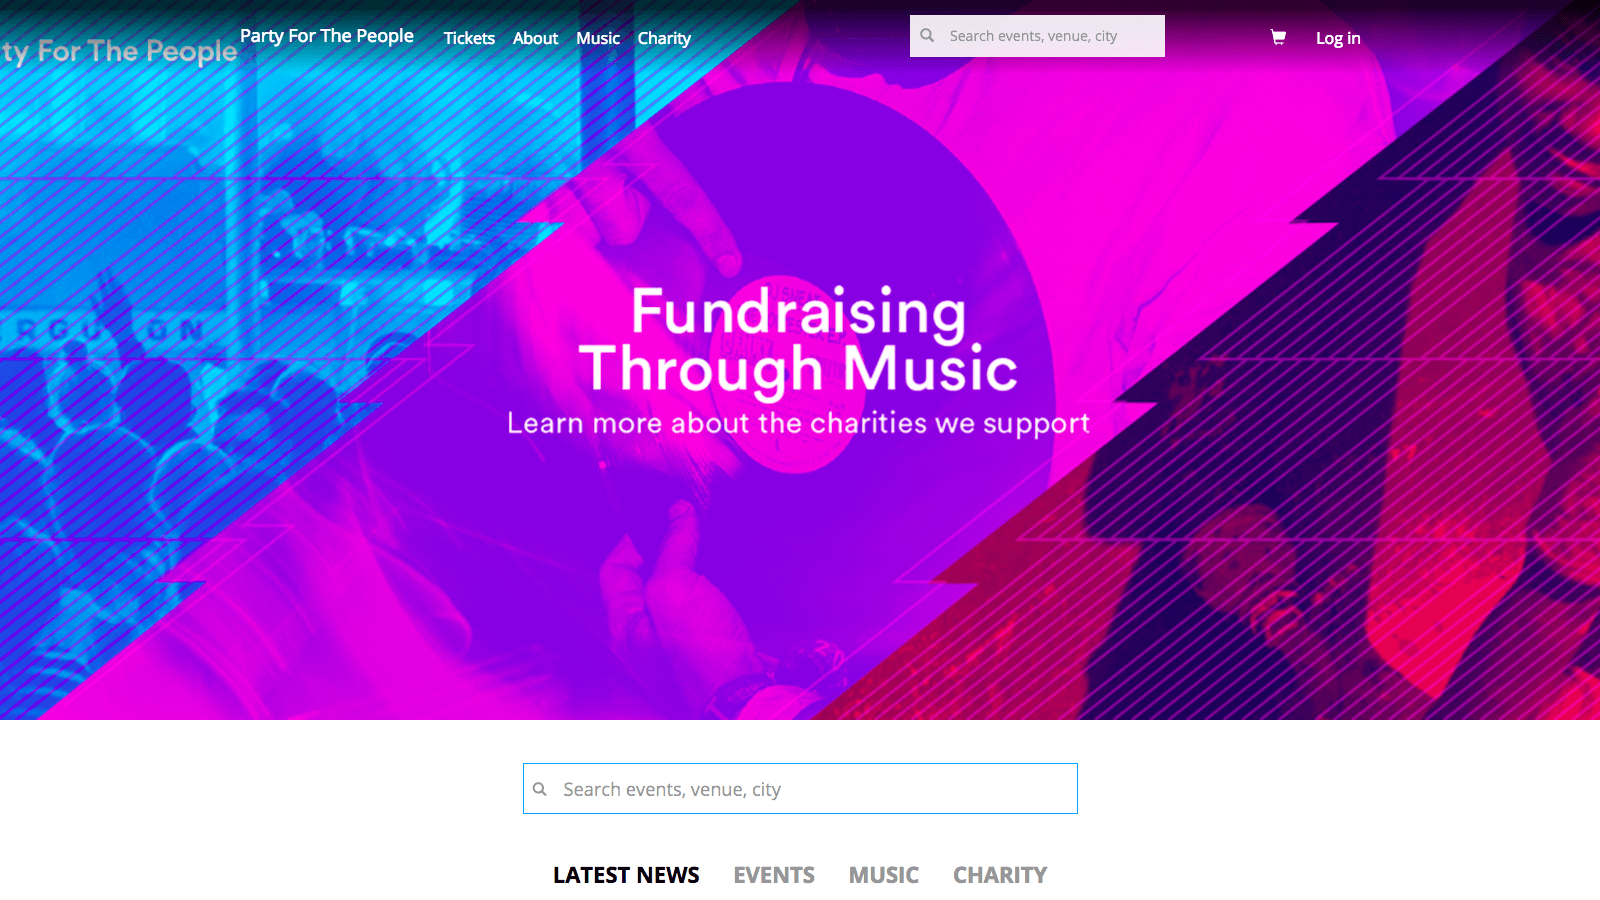 ty For The People
Party For The People
Tickets
About
Music
Charity
Search events, venue, city
Log in
Fundraising
Through Music
Learn more about the charities we support
Search events, venue, city
LATEST NEWS
EVENTS
MUSIC
CHARITY